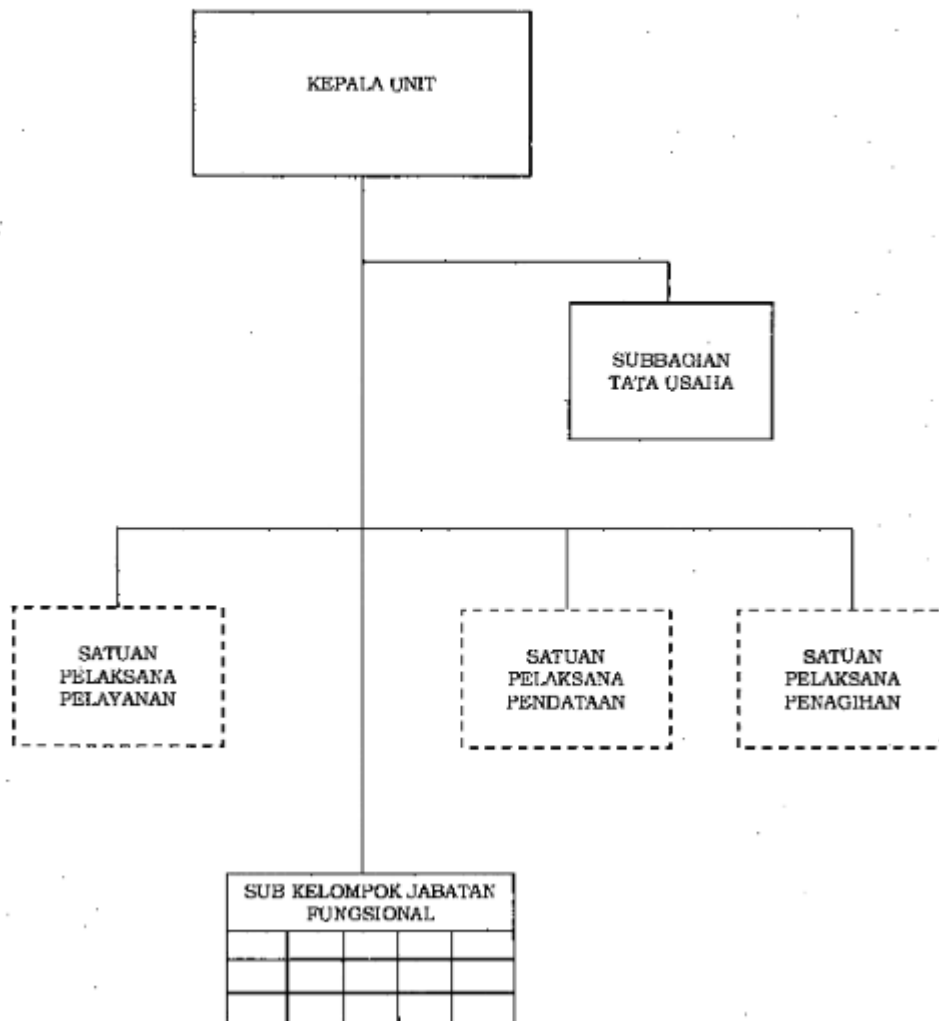 KEPALA UNIT
SUBBAGIAN
TATA USAHA
SATUAN
PELAKSANA
PELAYANAN
SATUAN
PELAKSANA
PENDATAAN
SATUAN
PELAKSANA
PENAGIHAN
SUB KELOMPOK JABATAN
FUNGSIONAL